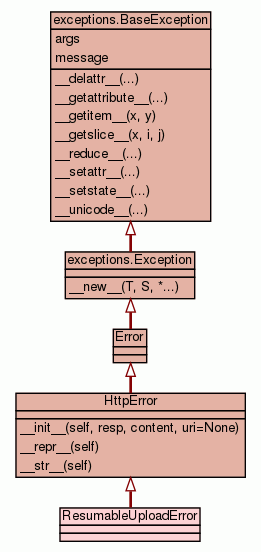 exceptions.BaseException
args
message
__delattr__(...)
__getattribute__(...)
__getitem__(x, y)
__getslice__(x, i, j)
__reduce__(...)
__setattr__(...)
__setstate__(...)
__unicode__(...)
exceptions.Exception
__new__(T, S, *...)
Error
HttpError
__init__(self, resp, content, uri=None)
__repr__(self)
__str__(self)
ResumableUploadError